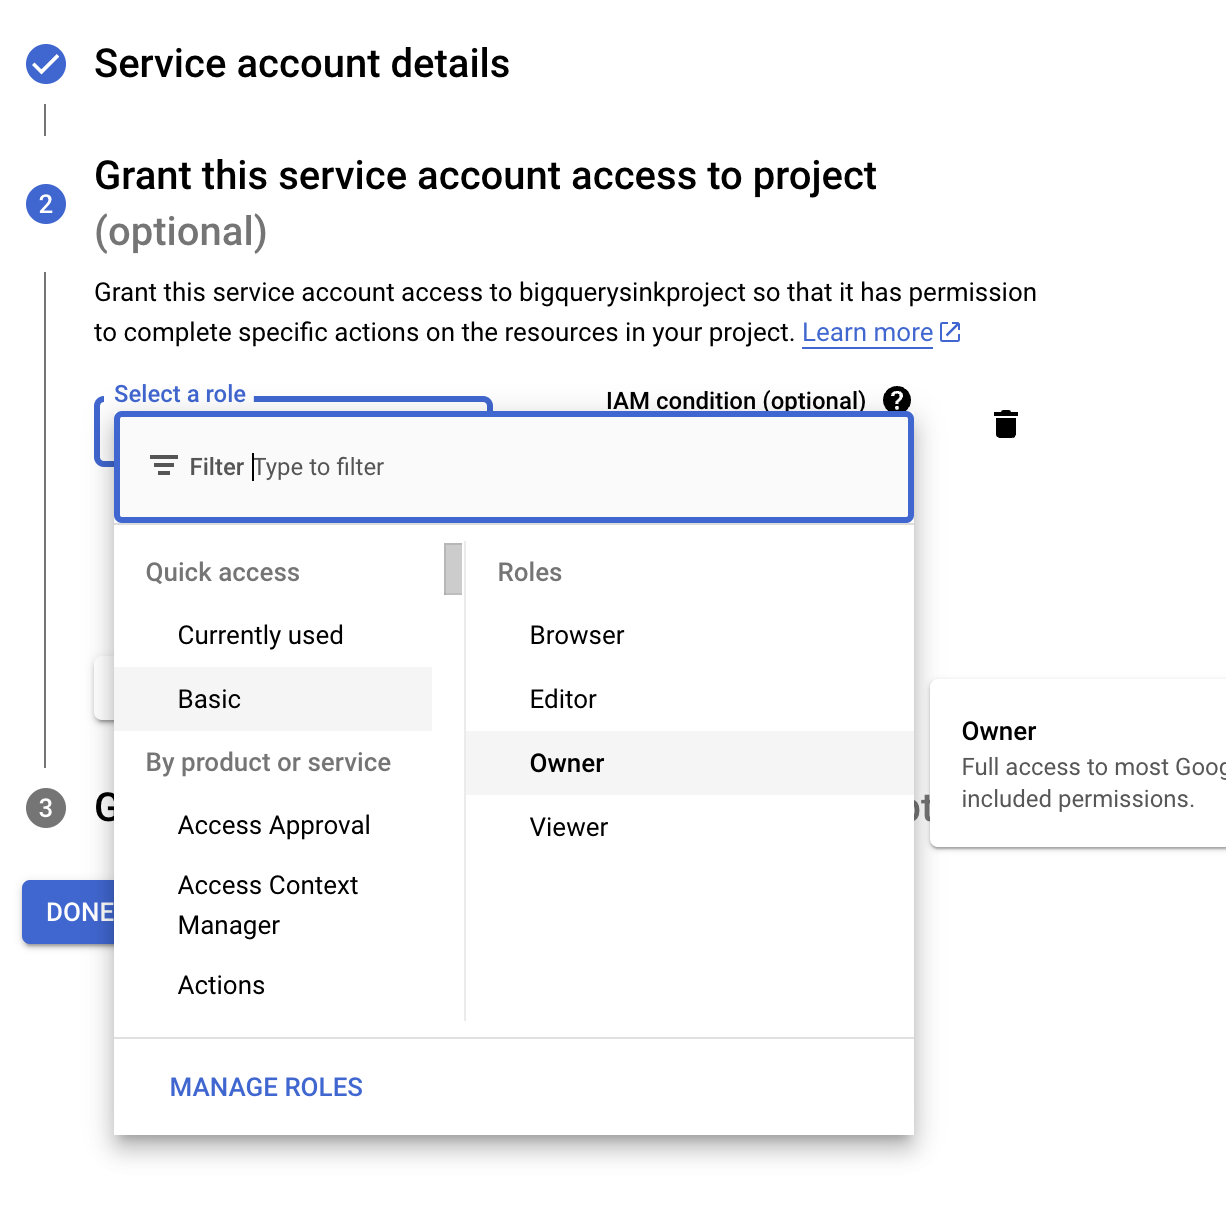 Service account details
2
Grant this service account access to project
(optional)
Grant this service account access to bigquerysinkproject so that it has permission
to complete specific actions on the resources in your project. Learn more
Select a role
IAM condition (optional)
Filter Type to filter
Quick access
Currently used
Basic
By product or service
Access Approval
Access Context
Manager
Actions
Roles
Browser
Editor
Owner
Viewer
Owner
Full access to most Goog
included permissions.
3 G
DONE
MANAGE ROLES